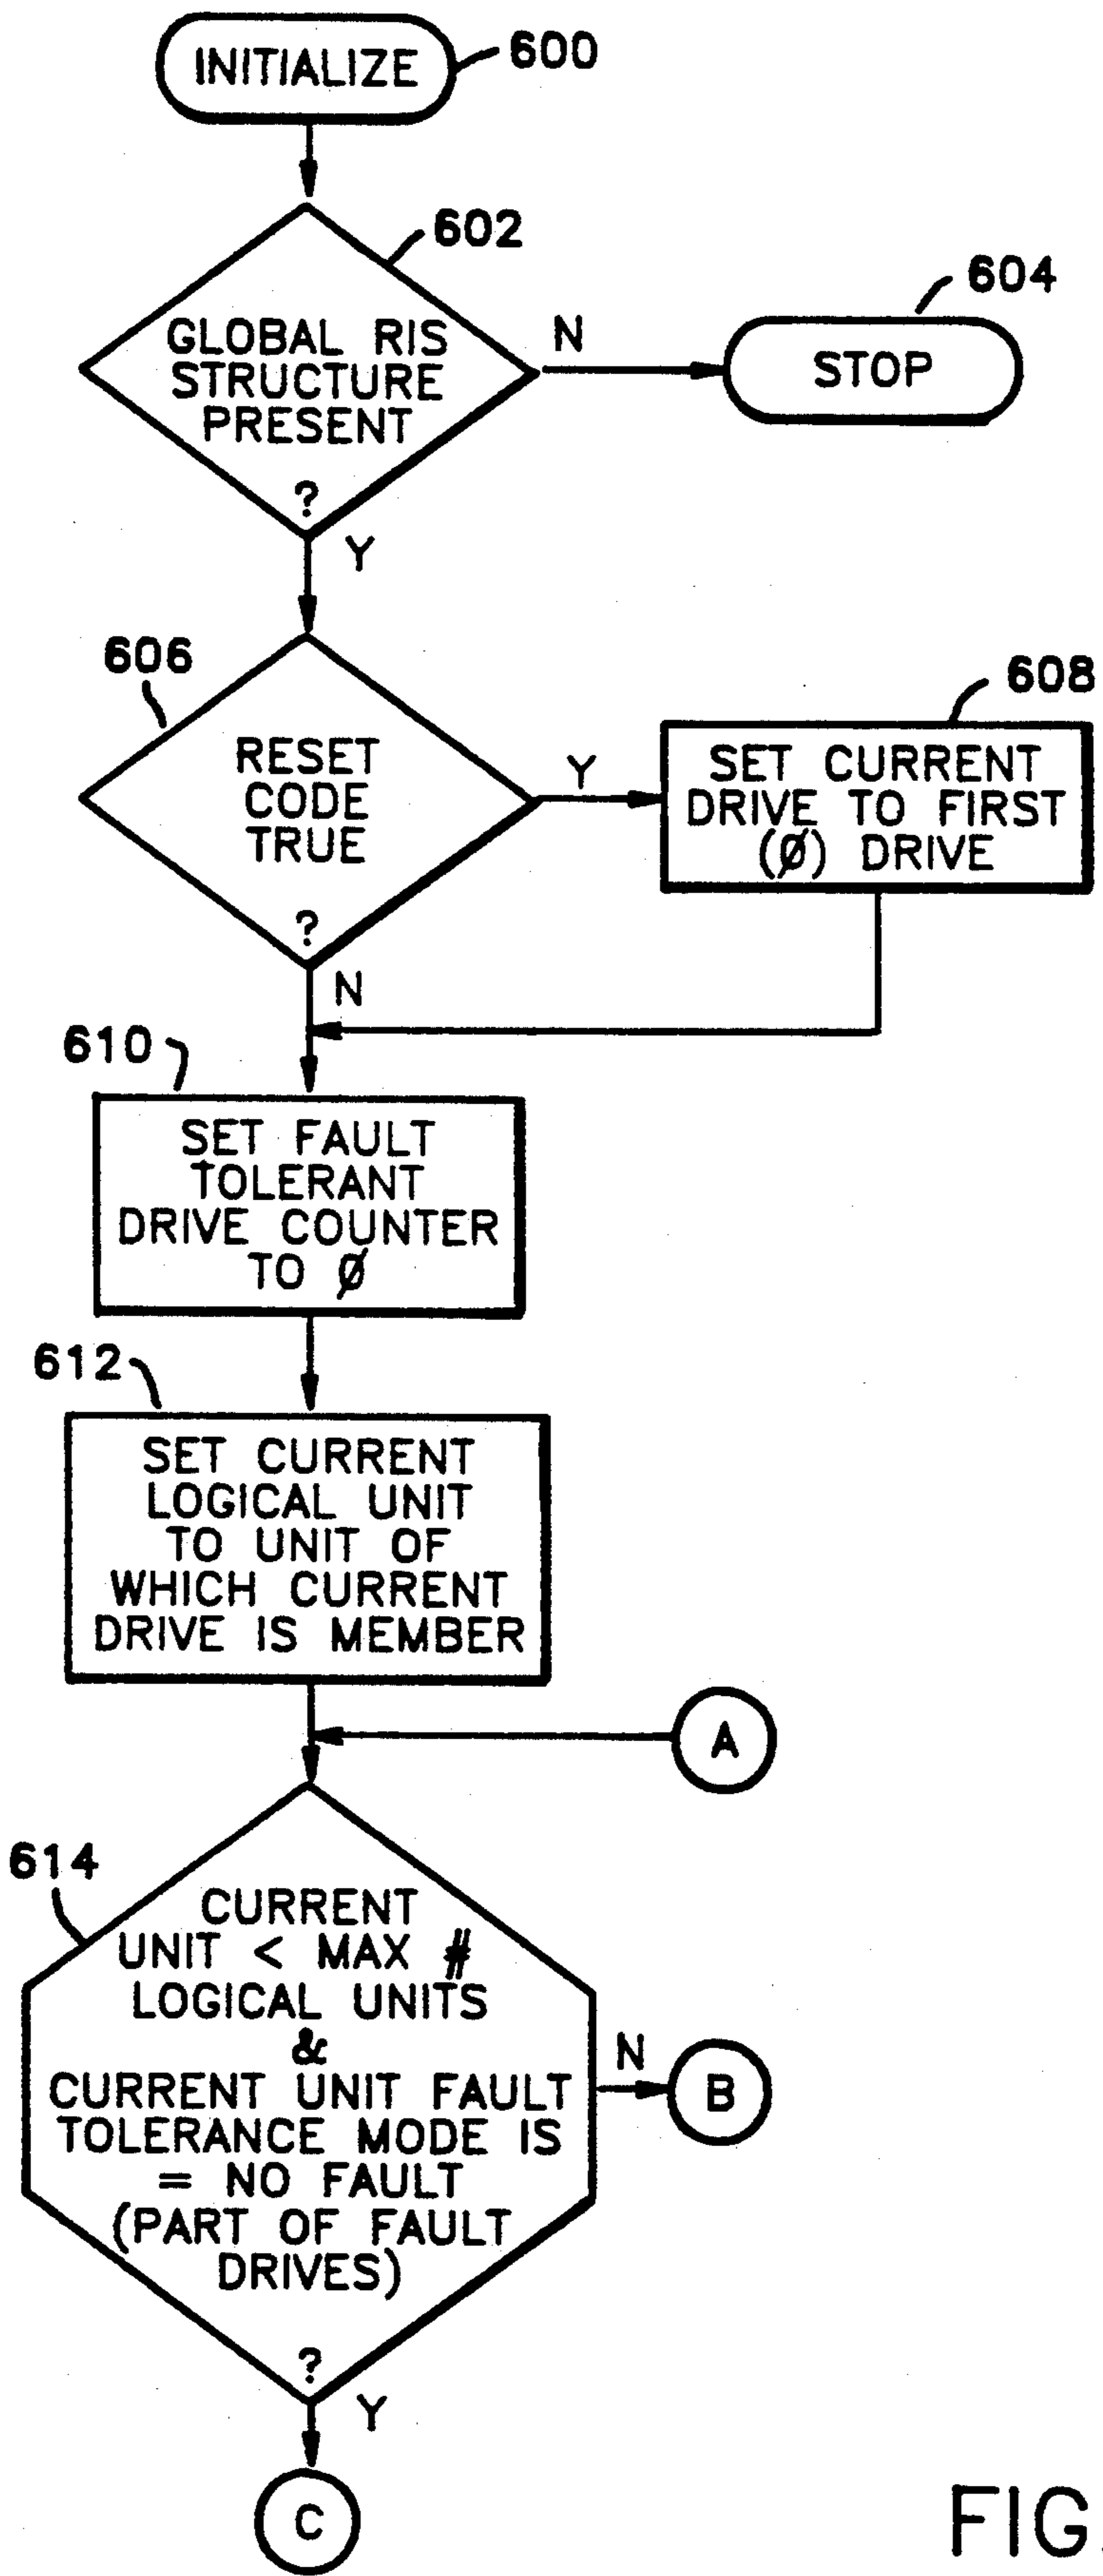 INITIALIZE
600
602
GLOBAL RIS
STRUCTURE
PRESENT
?
N
604
STOP
Y
606
RESET
CODE
TRUE
?
Y
608
SET CURRENT
DRIVE TO FIRST
(Ø) DRIVE
N
610
SET FAULT
TOLERANT
DRIVE COUNTER
TO Ø
612
SET CURRENT
LOGICAL UNIT
TO UNIT OF
WHICH CURRENT
DRIVE IS MEMBER
A
614
CURRENT
UNIT < MAX #
LOGICAL UNITS
&
CURRENT UNIT FAULT
TOLERANCE MODE IS
= NO FAULT
(PART OF FAULT
DRIVES)
?
N
B
Y
C
FIG.